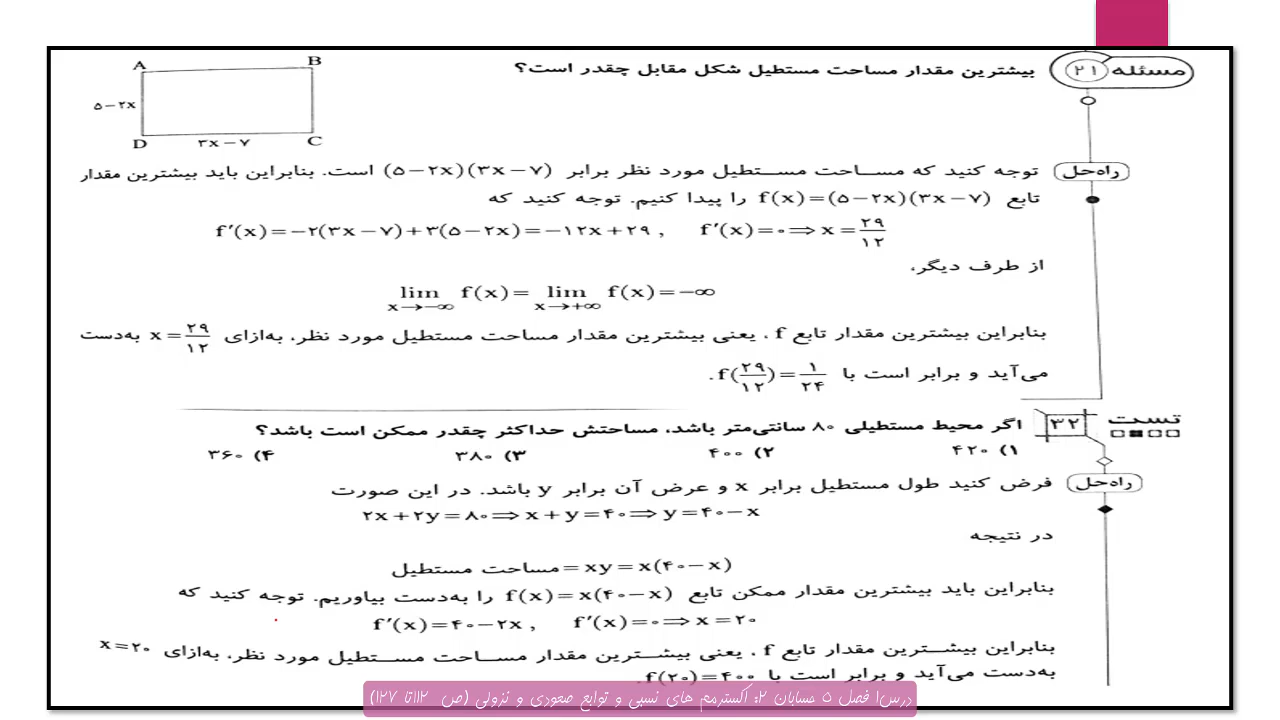 مسئله ۲۱
بیشترین مقدار مساحت مستطیل شکل مقابل چقدر است؟
A B
۵−۲x
D ۳x−۷ C
راه‌حل
توجه کنید که مساحت مستطیل مورد نظر برابر (۵−۲x)(۳x−۷) است. بنابراین باید بیشترین مقدار
تابع f(x)=(۵−۲x)(۳x−۷) را پیدا کنیم. توجه کنید که
f′(x)=−۲(۳x−۷)+۳(۵−۲x)=−۱۲x+۲۹ , f′(x)=۰⇒x=۲۹/۱۲
از طرف دیگر،
lim x→−∞ f(x)= lim x→+∞ f(x)=−∞
بنابراین بیشترین مقدار تابع f ، یعنی بیشترین مقدار مساحت مستطیل مورد نظر، به‌ازای x=۲۹/۱۲ به‌دست
می‌آید و برابر است با f(۲۹/۱۲)=۱/۲۴.
تست ۳۲
اگر محیط مستطیلی ۸۰ سانتی‌متر باشد، مساحتش حداکثر چقدر ممکن است باشد؟
۱) ۴۲۰ ۲) ۴۰۰ ۳) ۳۸۰ ۴) ۳۶۰
راه‌حل
فرض کنید طول مستطیل برابر x و عرض آن برابر y باشد. در این صورت
۲x+۲y=۸۰⇒x+y=۴۰⇒y=۴۰−x
در نتیجه
مساحت مستطیل=xy=x(۴۰−x)
بنابراین باید بیشترین مقدار ممکن تابع f(x)=x(۴۰−x) را به‌دست بیاوریم. توجه کنید که
f′(x)=۴۰−۲x , f′(x)=۰⇒x=۲۰
بنابراین بیشترین مقدار تابع f ، یعنی بیشترین مقدار مساحت مستطیل مورد نظر، به‌ازای x=۲۰
به‌دست می‌آید و برابر است با f(۲۰)=۴۰۰.
درس۱ فصل ۵ حسابان ۲: اکسترمم های نسبی و توابع صعودی و نزولی (ص ۱۱۲تا ۱۲۷)